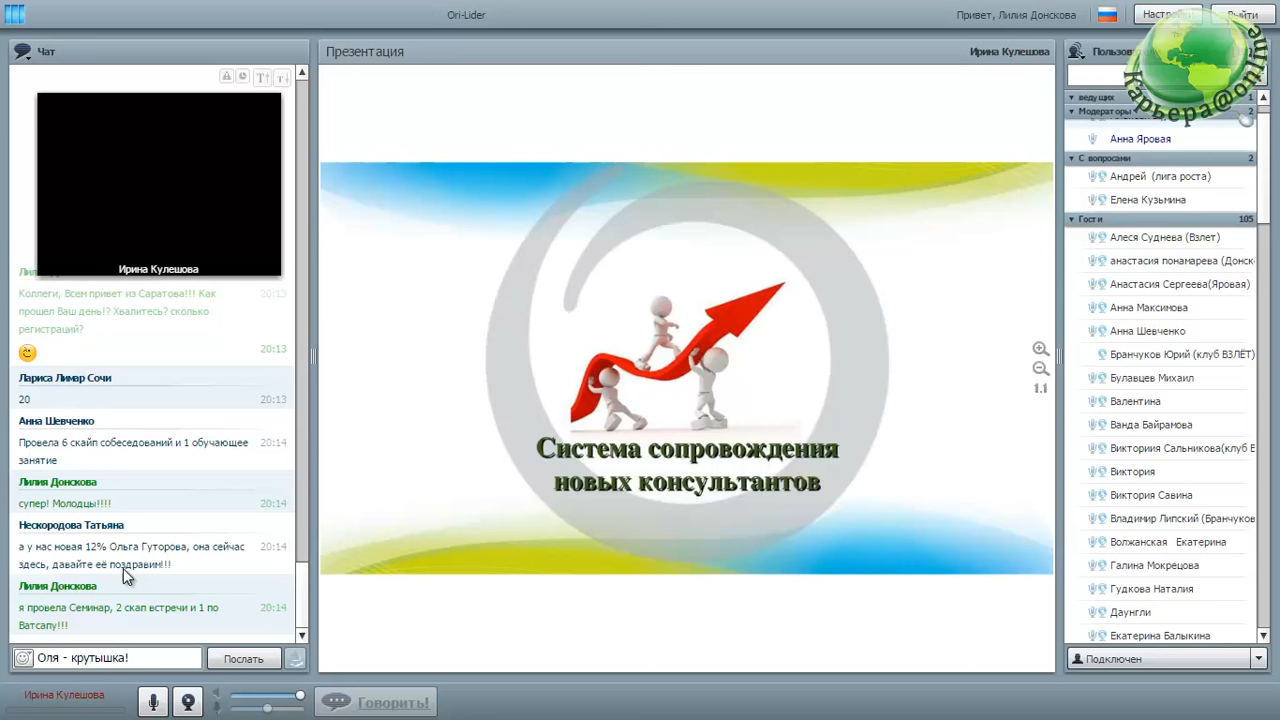 Ori-Lider
Привет, Лилия Донскова
Выйти
Чат
Ирина Кулешова
Коллеги, Всем привет из Саратова!!! Как
20:13
прошел Ваш день!? Хвалитесь? сколько
регистраций?
20:13
Лариса Лимар Сочи
20
20:13
Анна Шевченко
Провела 6 скайп собеседований и 1 обучающее
20:14
занятие
Лилия Донскова
супер! Молодцы!!!!
20:14
Нескородова Татьяна
а у нас новая 12% Ольга Гуторова, она сейчас
20:14
здесь, давайте её поздравим!!!
Лилия Донскова
я провела Семинар, 2 скап встречи и 1 по
20:14
Ватсапу!!!
Оля - крутышка!
Послать
Ирина Кулешова
Говорить!
Презентация
Ирина Кулешова
Система сопровождения
новых консультантов
1:1
Карьера@online
ведущих 1
Модераторы 2
Анна Яровая
С вопросами 2
Андрей (лига роста)
Елена Кузьмина
Гости 105
Алеся Суднева (Взлет)
анастасия понамарева (Донск
Анастасия Сергеева(Яровая)
Анна Максимова
Анна Шевченко
Бранчуков Юрий (клуб ВЗЛЁТ)
Булавцев Михаил
Валентина
Ванда Байрамова
Викториия Сальникова(клуб
Виктория
Виктория Савина
Владимир Липский (Бранчуков
Волжанская Екатерина
Галина Мокрецова
Гудкова Наталия
Даунгли
Екатерина Балыкина
Подключен